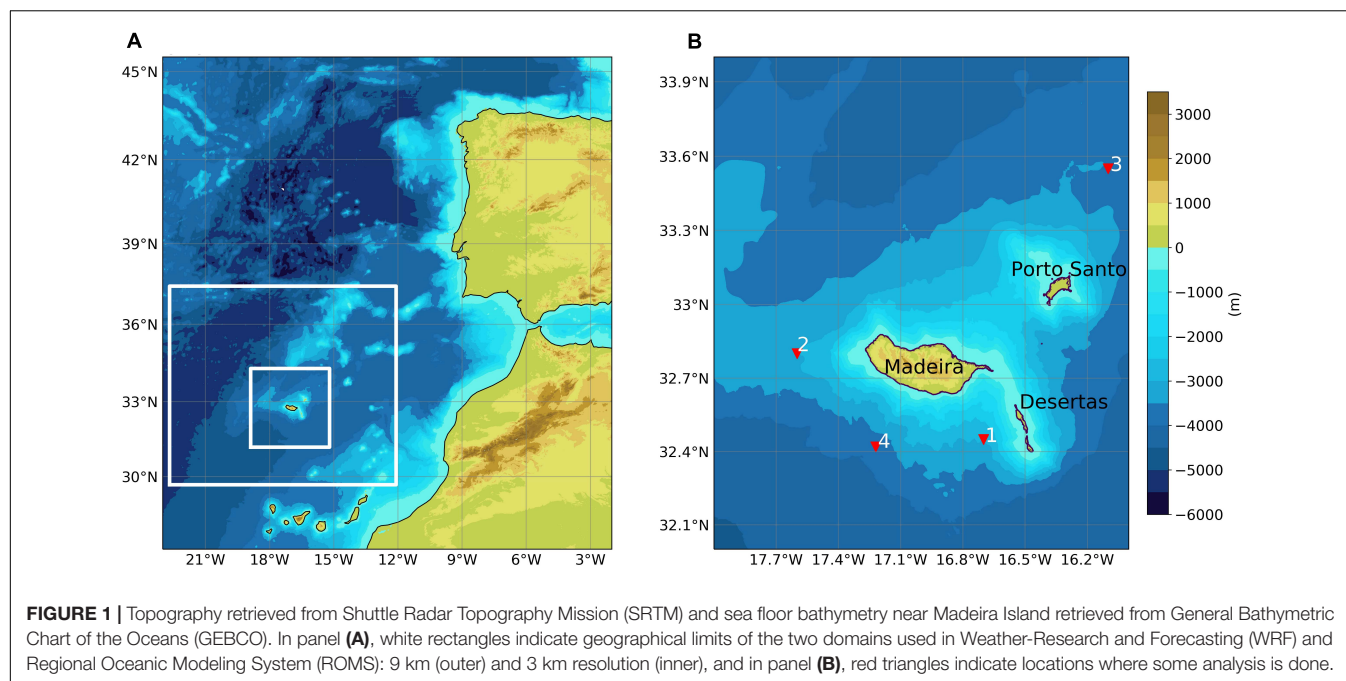 A
B
45°N
42°N
39°N
36°N
33°N
30°N
21°W 18°W 15°W 12°W 9°W 6°W 3°W
33.9°N
33.6°N
33.3°N
33°N
32.7°N
32.4°N
32.1°N
3
Porto Santo
2
Madeira
Desertas
4
1
17.7°W 17.4°W 17.1°W 16.8°W 16.5°W 16.2°W
3000
2000
1000
0
−1000
−2000
−3000
−4000
−5000
−6000
(m)
FIGURE 1 | Topography retrieved from Shuttle Radar Topography Mission (SRTM) and sea floor bathymetry near Madeira Island retrieved from General Bathymetric
Chart of the Oceans (GEBCO). In panel (A), white rectangles indicate geographical limits of the two domains used in Weather-Research and Forecasting (WRF) and
Regional Oceanic Modeling System (ROMS): 9 km (outer) and 3 km resolution (inner), and in panel (B), red triangles indicate locations where some analysis is done.